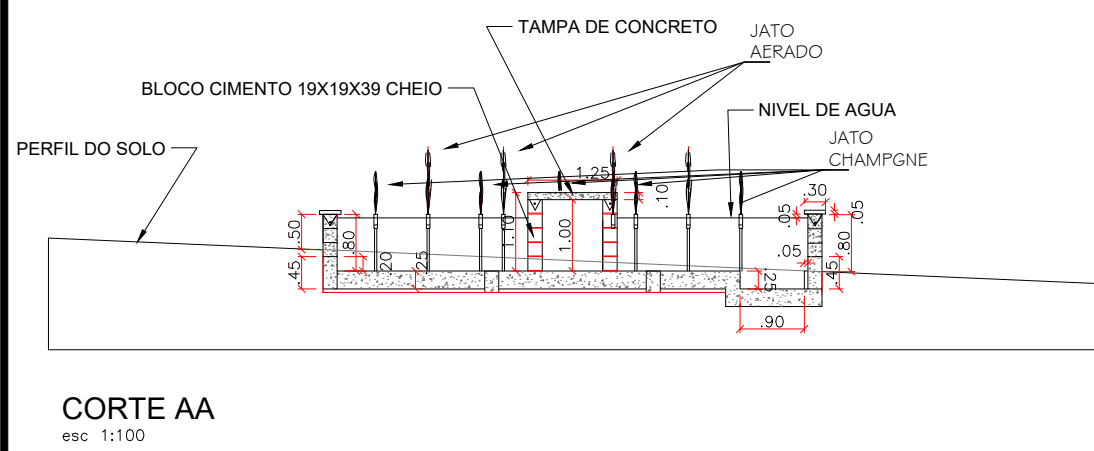 TAMPA DE CONCRETO
JATO
AERADO
BLOCO CIMENTO 19X19X39 CHEIO
NIVEL DE AGUA
PERFIL DO SOLO
JATO
CHAMPGNE
1.25
.10
.30
.05
.05
.50
.80
1.10
1.00
.80
.05
.45
.20
.25
.25
.45
.90
CORTE AA
esc 1:100